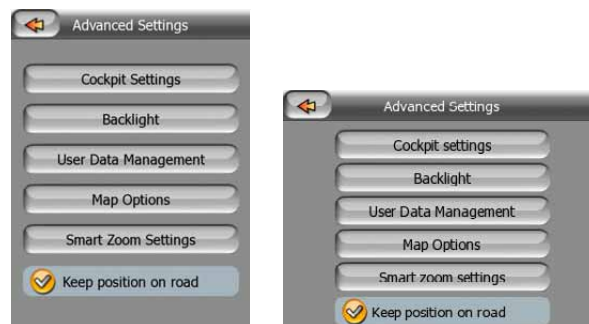 Advanced Settings
Cockpit Settings
Backlight
User Data Management
Map Options
Smart Zoom Settings
Keep position on road
Advanced Settings
Cockpit settings
Backlight
User Data Management
Map Options
Smart zoom settings
Keep position on road